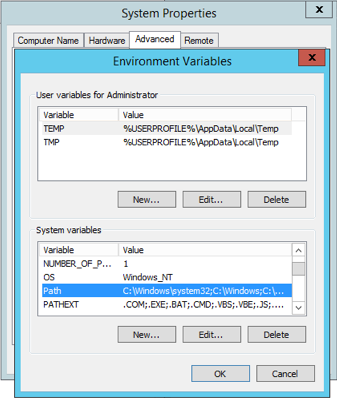 System Properties
Computer Name Hardware Advanced Remote
Environment Variables
User variables for Administrator
Variable Value
TEMP %USERPROFILE%\AppData\Local\Temp
TMP %USERPROFILE%\AppData\Local\Temp
New... Edit... Delete
System variables
Variable Value
NUMBER_OF_P... 1
OS Windows_NT
Path C:\Windows\system32;C:\Windows;C:\...
PATHEXT .COM;.EXE;.BAT;.CMD;.VBS;.VBE;.JS;....
New... Edit... Delete
OK Cancel